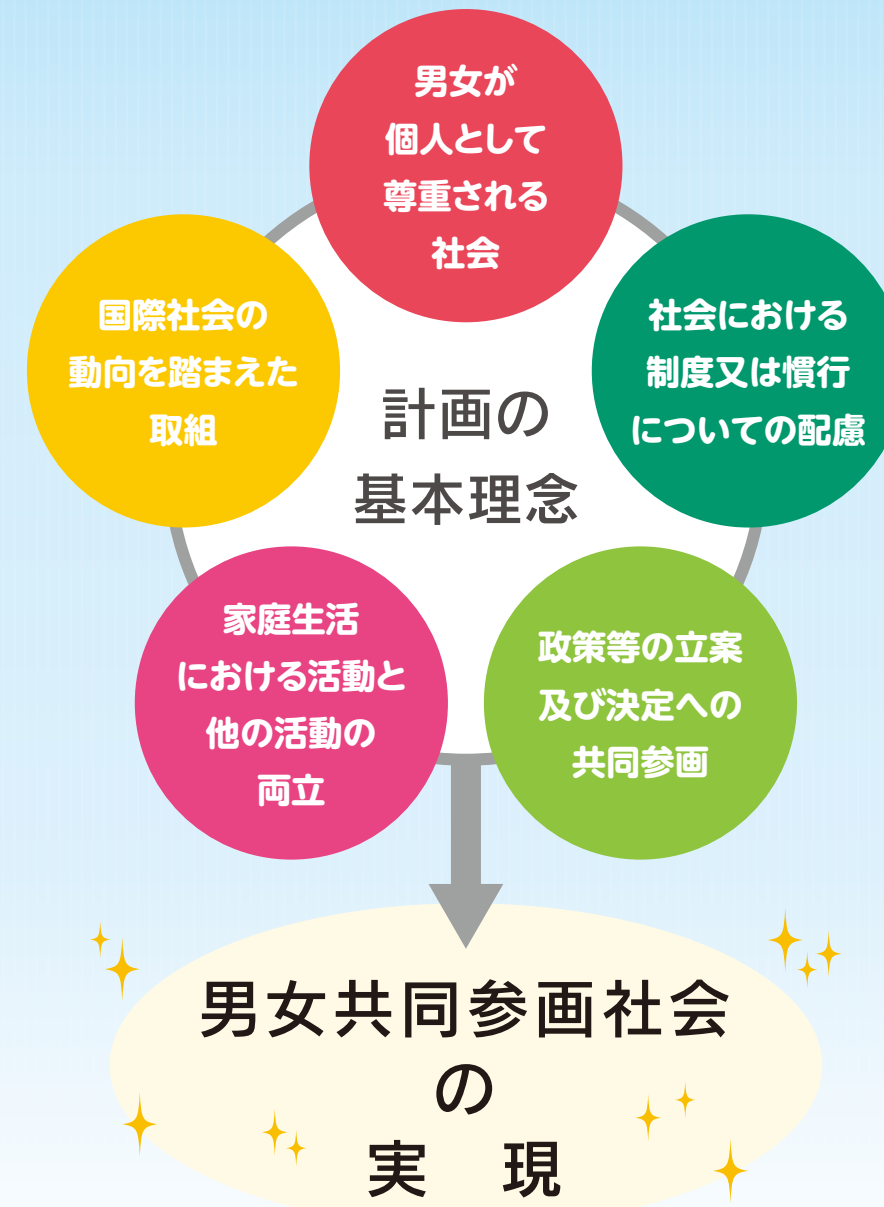 男女が
個人として
尊重される
社会
国際社会の
動向を踏まえた
取組
社会における
制度又は慣行
についての配慮
計画の
基本理念
家庭生活
における活動と
他の活動の
両立
政策等の立案
及び決定への
共同参画
男女共同参画社会
の
実　現